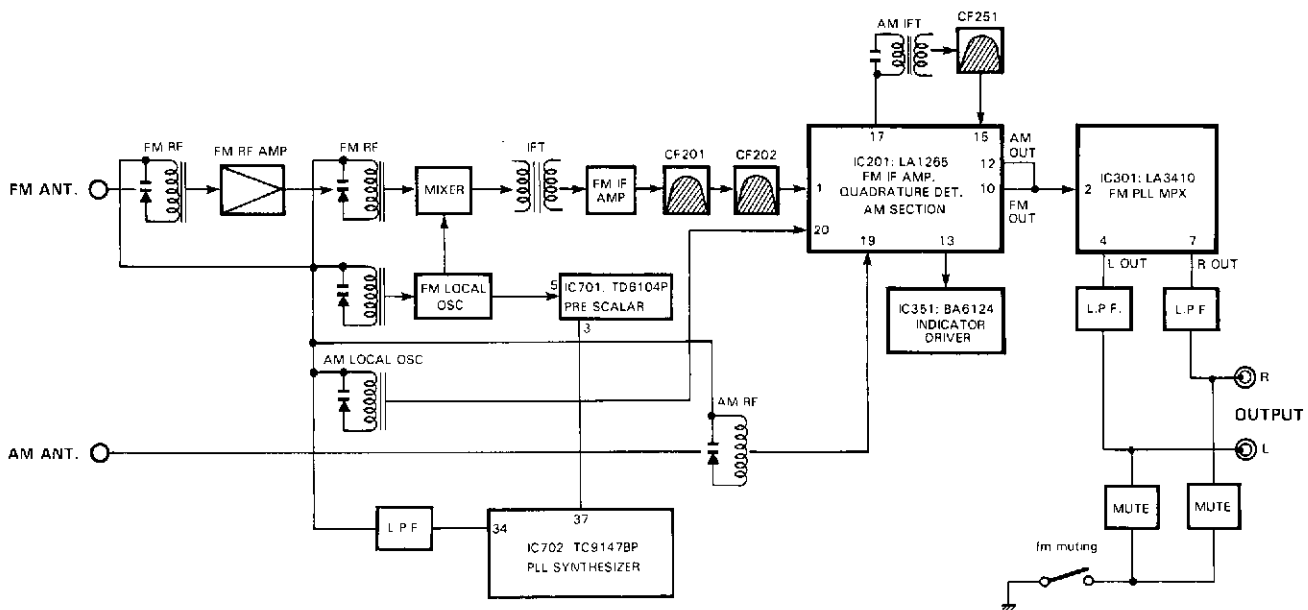 AM IFT
CF251
17
15
FM RF
FM RF AMP
FM RF
IFT
CF201
CF202
IC201: LA1265
FM IF AMP.
QUADRATURE DET.
AM SECTION
12
AM OUT
10
FM OUT
IC301: LA3410
FM PLL MPX
FM ANT.
MIXER
FM IF
AMP
1
2
20
19
13
4
7
L OUT
R OUT
FM LOCAL
OSC
5
IC701. TD6104P
PRE SCALAR
3
IC351: BA6124
INDICATOR
DRIVER
L.P.F.
L.P.F
AM LOCAL OSC
AM RF
R
OUTPUT
L
AM ANT.
L.P.F
34
37
IC702 TC9147BP
PLL SYNTHESIZER
MUTE
MUTE
fm muting